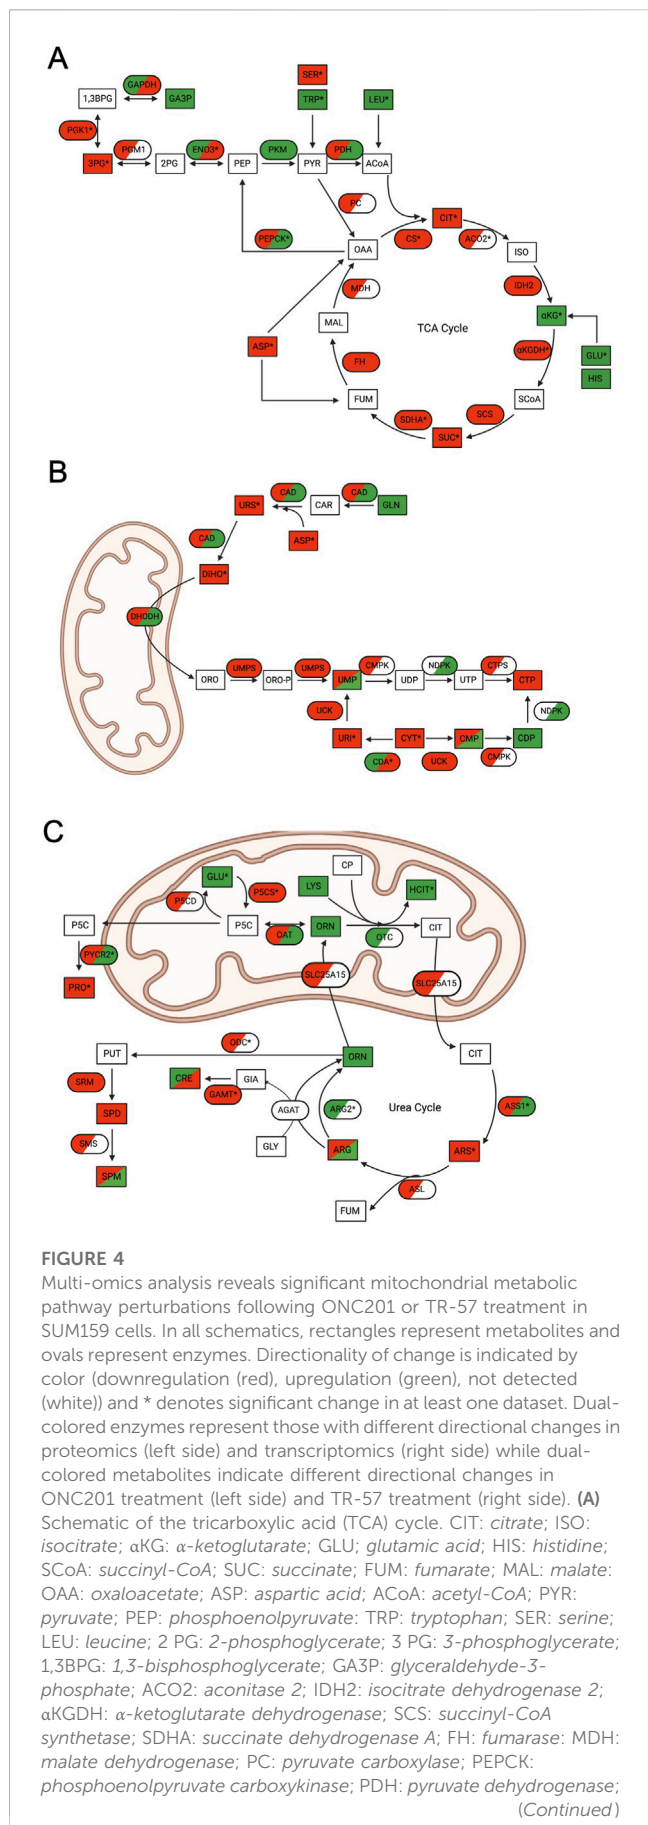 A
SER*
GAPDH
1,3BPG
GA3P
TRP*
LEU*
PGK1*
3PG*
PGM1
2PG
ENO3*
PEP
PKM
PYR
PDH
ACoA
PC
CIT*
PEPCK*
OAA
CS*
ACO2*
ISO
MDH
IDH2
MAL
TCA Cycle
αKG*
ASP*
αKGDH*
GLU*
FH
HIS
FUM
SCoA
SDHA*
SCS
SUC*
B
CAD
CAD
URS*
CAR
GLN
CAD
ASP*
DiHO*
DHODH
UMPS
UMPS
CMPK
NDPK
CTPS
ORO
ORO-P
UMP
UDP
UTP
CTP
UCK
NDPK
URI*
CYT*
CMP
CDP
CDA*
UCK
CMPK
C
CP
GLU*
LYS
HCIT*
P5CD
P5CS*
P5C
P5C
ORN
CIT
OAT
OTC
PYCR2*
SLC25A15
SLC25A15
PRO*
ODC*
PUT
ORN
CIT
SRM
CRE
GIA
GAMT*
SPD
AGAT
ARG2*
Urea Cycle
ASS1*
SMS
GLY
ARG
ARS*
SPM
ASL
FUM
FIGURE 4
Multi-omics analysis reveals significant mitochondrial metabolic
pathway perturbations following ONC201 or TR-57 treatment in
SUM159 cells. In all schematics, rectangles represent metabolites and
ovals represent enzymes. Directionality of change is indicated by
color (downregulation (red), upregulation (green), not detected
(white)) and * denotes significant change in at least one dataset. Dual-
colored enzymes represent those with different directional changes in
proteomics (left side) and transcriptomics (right side) while dual-
colored metabolites indicate different directional changes in
ONC201 treatment (left side) and TR-57 treatment (right side). (A)
Schematic of the tricarboxylic acid (TCA) cycle. CIT: citrate; ISO:
isocitrate; αKG: α-ketoglutarate; GLU; glutamic acid; HIS: histidine;
SCoA: succinyl-CoA; SUC: succinate; FUM: fumarate; MAL: malate:
OAA: oxaloacetate; ASP: aspartic acid; ACoA: acetyl-CoA; PYR:
pyruvate; PEP: phosphoenolpyruvate: TRP: tryptophan; SER: serine;
LEU: leucine; 2 PG: 2-phosphoglycerate; 3 PG: 3-phosphoglycerate;
1,3BPG: 1,3-bisphosphoglycerate; GA3P: glyceraldehyde-3-
phosphate; ACO2: aconitase 2; IDH2: isocitrate dehydrogenase 2;
αKGDH: α-ketoglutarate dehydrogenase; SCS: succinyl-CoA
synthetase; SDHA: succinate dehydrogenase A; FH: fumarase: MDH:
malate dehydrogenase; PC: pyruvate carboxylase; PEPCK:
phosphoenolpyruvate carboxykinase; PDH: pyruvate dehydrogenase;
(Continued)